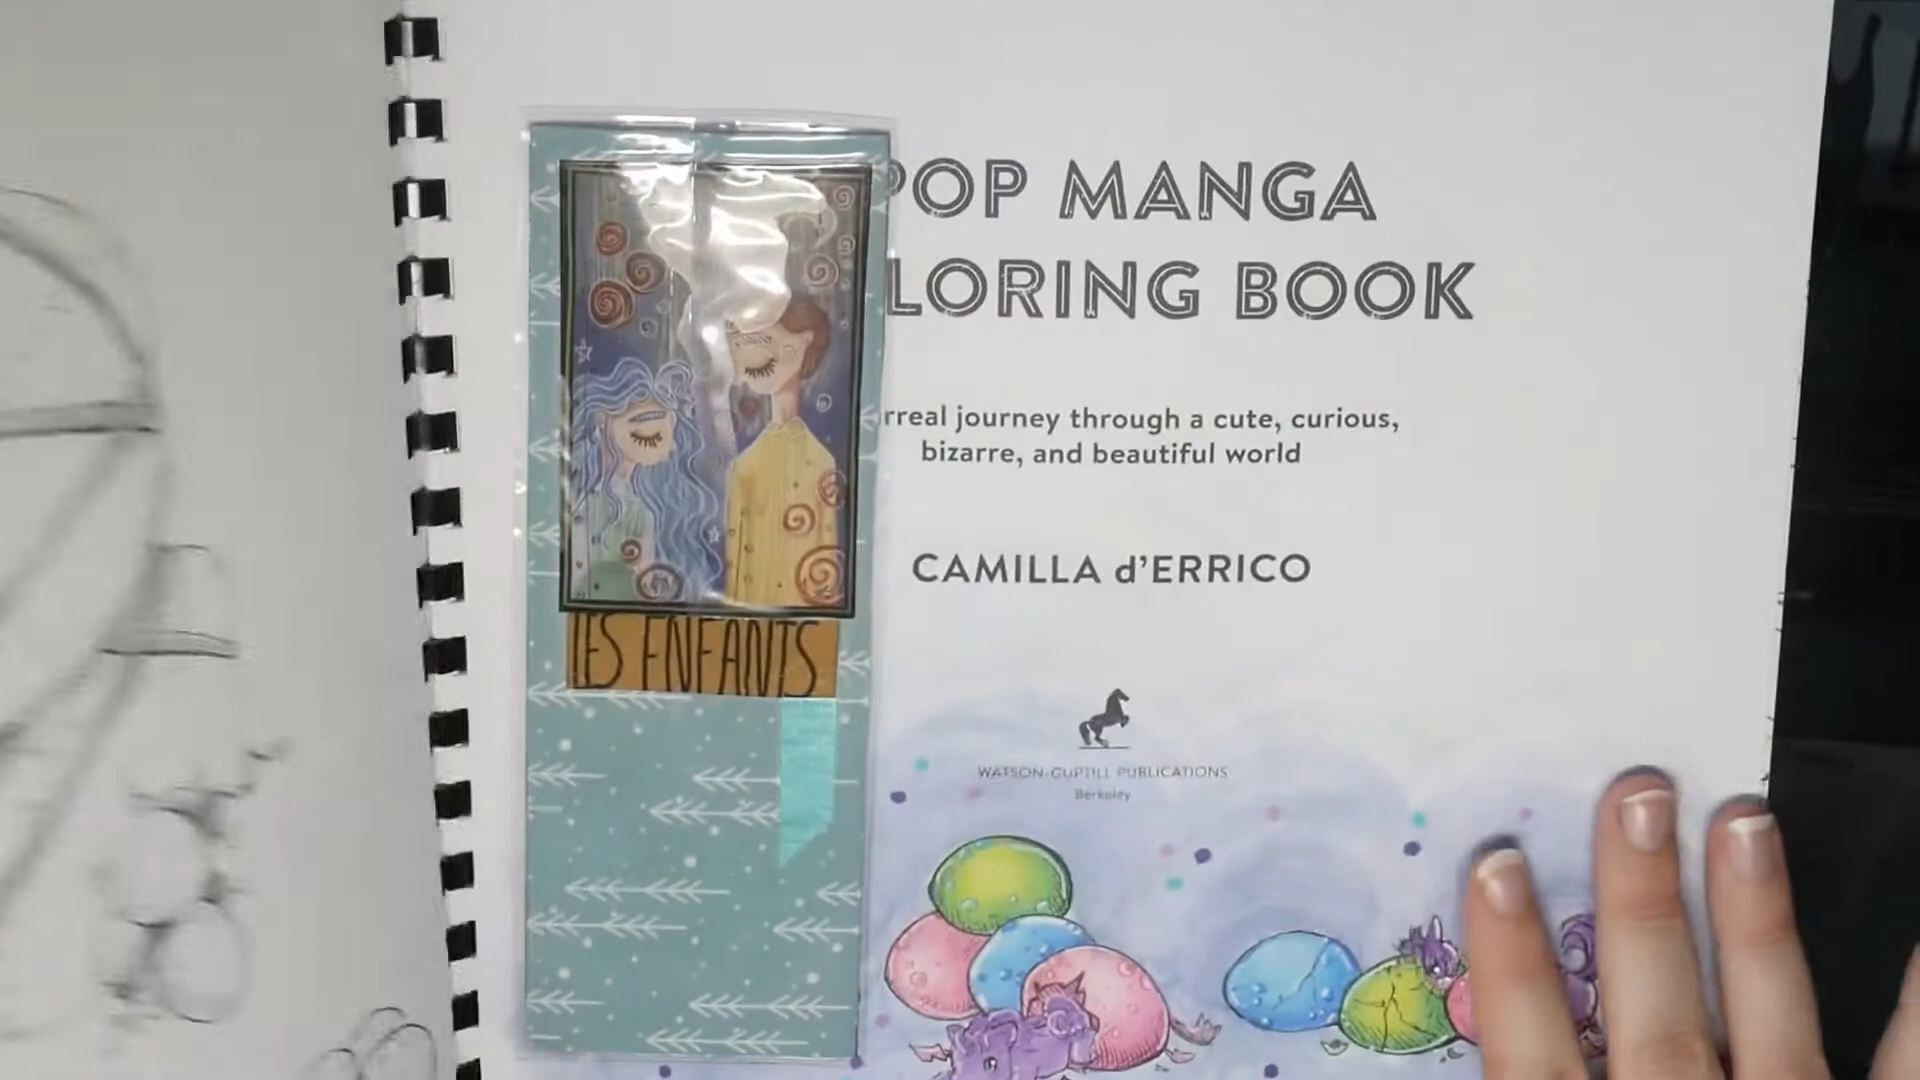 POP MANGA
LORING BOOK
rreal journey through a cute, curious,
bizarre, and beautiful world
CAMILLA d'ERRICO
LES ENFANTS
WATSON-GUPTILL PUBLICATIONS
Berkeley